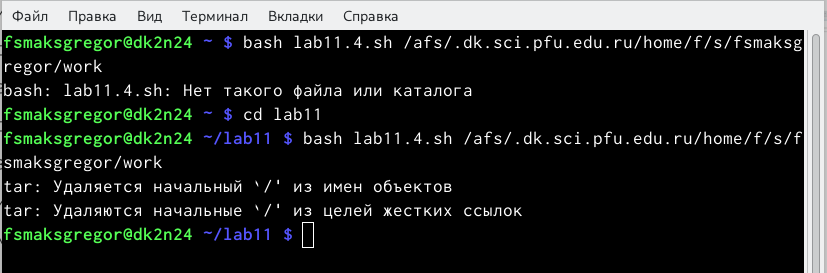 Файл Правка Вид Терминал Вкладки Справка
fsmaksgregor@dk2n24 ~ $ bash lab11.4.sh /afs/.dk.sci.pfu.edu.ru/home/f/s/fsmaksg
regor/work
bash: lab11.4.sh: Нет такого файла или каталога
fsmaksgregor@dk2n24 ~ $ cd lab11
fsmaksgregor@dk2n24 ~/lab11 $ bash lab11.4.sh /afs/.dk.sci.pfu.edu.ru/home/f/s/f
smaksgregor/work
tar: Удаляется начальный `/' из имен объектов
tar: Удаляются начальные `/' из целей жестких ссылок
fsmaksgregor@dk2n24 ~/lab11 $